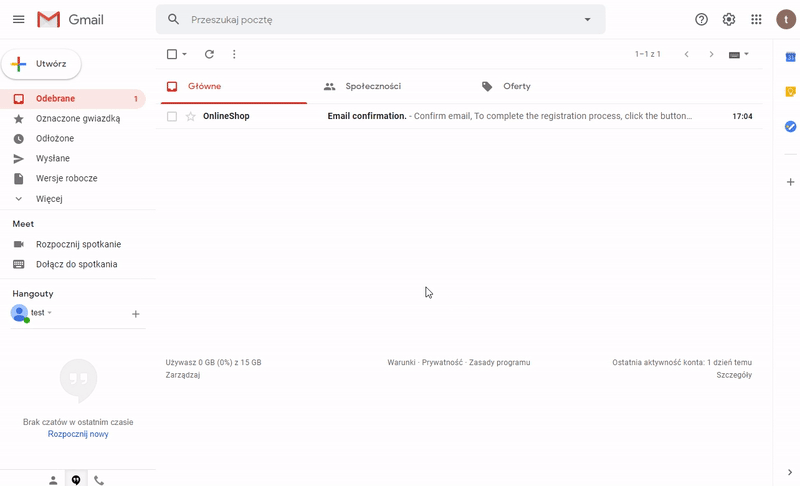 Gmail
Przeszukaj pocztę
t
Utwórz
1–1 z 1
Odebrane 1
Oznaczone gwiazdką
Odłożone
Wysłane
Wersje robocze
Więcej
Główne
Społeczności
Oferty
OnlineShop Email confirmation. - Confirm email, To complete the registration process, click the button... 17:04
Meet
Rozpocznij spotkanie
Dołącz do spotkania
Hangouty
test
Brak czatów w ostatnim czasie
Rozpocznij nowy
Używasz 0 GB (0%) z 15 GB
Zarządzaj
Warunki · Prywatność · Zasady programu
Ostatnia aktywność konta: 1 dzień temu
Szczegóły